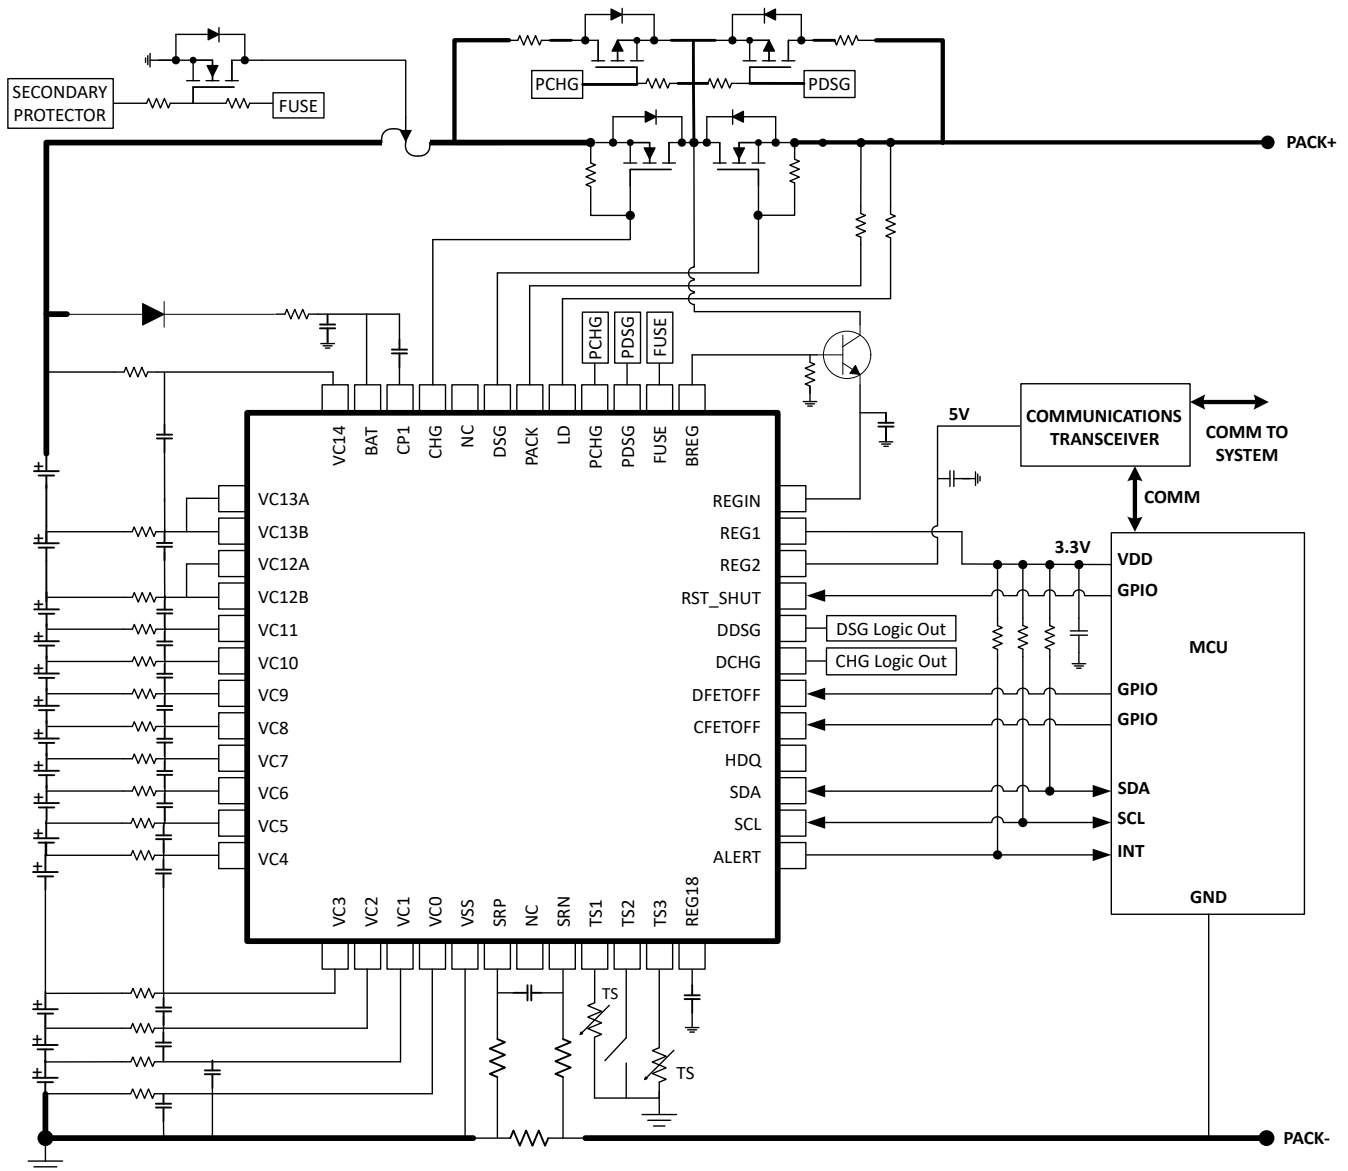 SECONDARY
PROTECTOR
FUSE
PCHG
PDSG
PACK+
PCHG
PDSG
FUSE
VC14
BAT
CP1
CHG
NC
DSG
PACK
LD
PCHG
PDSG
FUSE
BREG
5V
COMMUNICATIONS
TRANSCEIVER
COMM TO
SYSTEM
COMM
VC13A
VC13B
VC12A
VC12B
VC11
VC10
VC9
VC8
VC7
VC6
VC5
VC4
REGIN
REG1
REG2
RST_SHUT
DDSG
DCHG
DFETOFF
CFETOFF
HDQ
SDA
SCL
ALERT
DSG Logic Out
CHG Logic Out
3.3V
VDD
GPIO
MCU
GPIO
GPIO
SDA
SCL
INT
GND
VC3
VC2
VC1
VC0
VSS
SRP
NC
SRN
TS1
TS2
TS3
REG18
TS
TS
+
+
+
+
+
+
+
+
+
+
+
+
+
+
PACK-